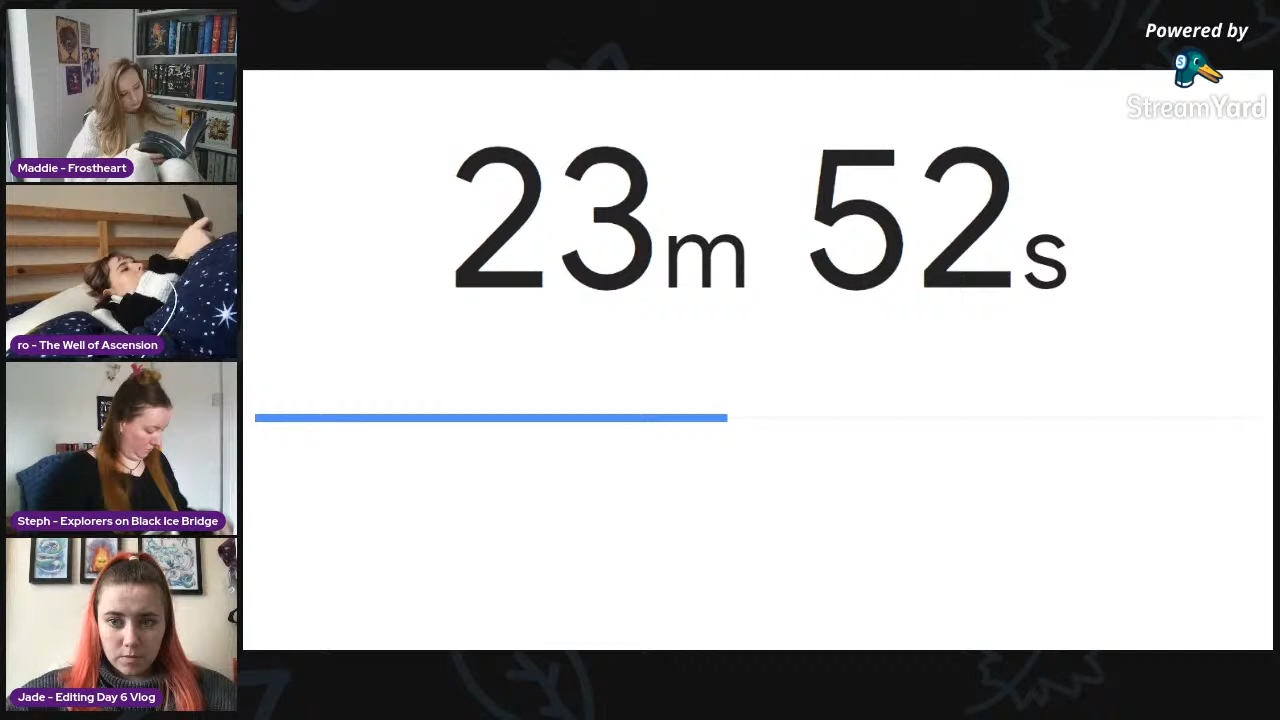 Powered by
StreamYard
Maddie - Frostheart
ro - The Well of Ascension
Steph - Explorers on Black Ice Bridge
Jade - Editing Day 6 Vlog
23m 52s